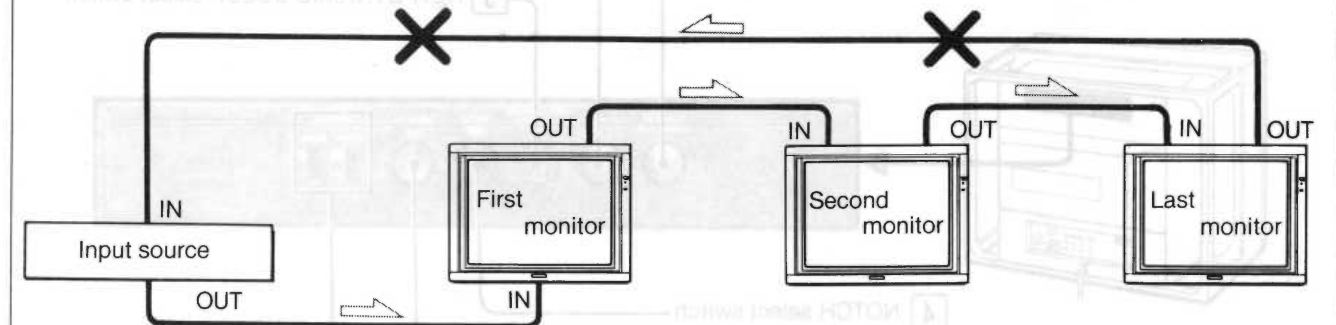 OUT
IN
OUT
IN
OUT
First
monitor
Second
monitor
Last
monitor
IN
Input source
OUT
IN
4 NOTCH select switch